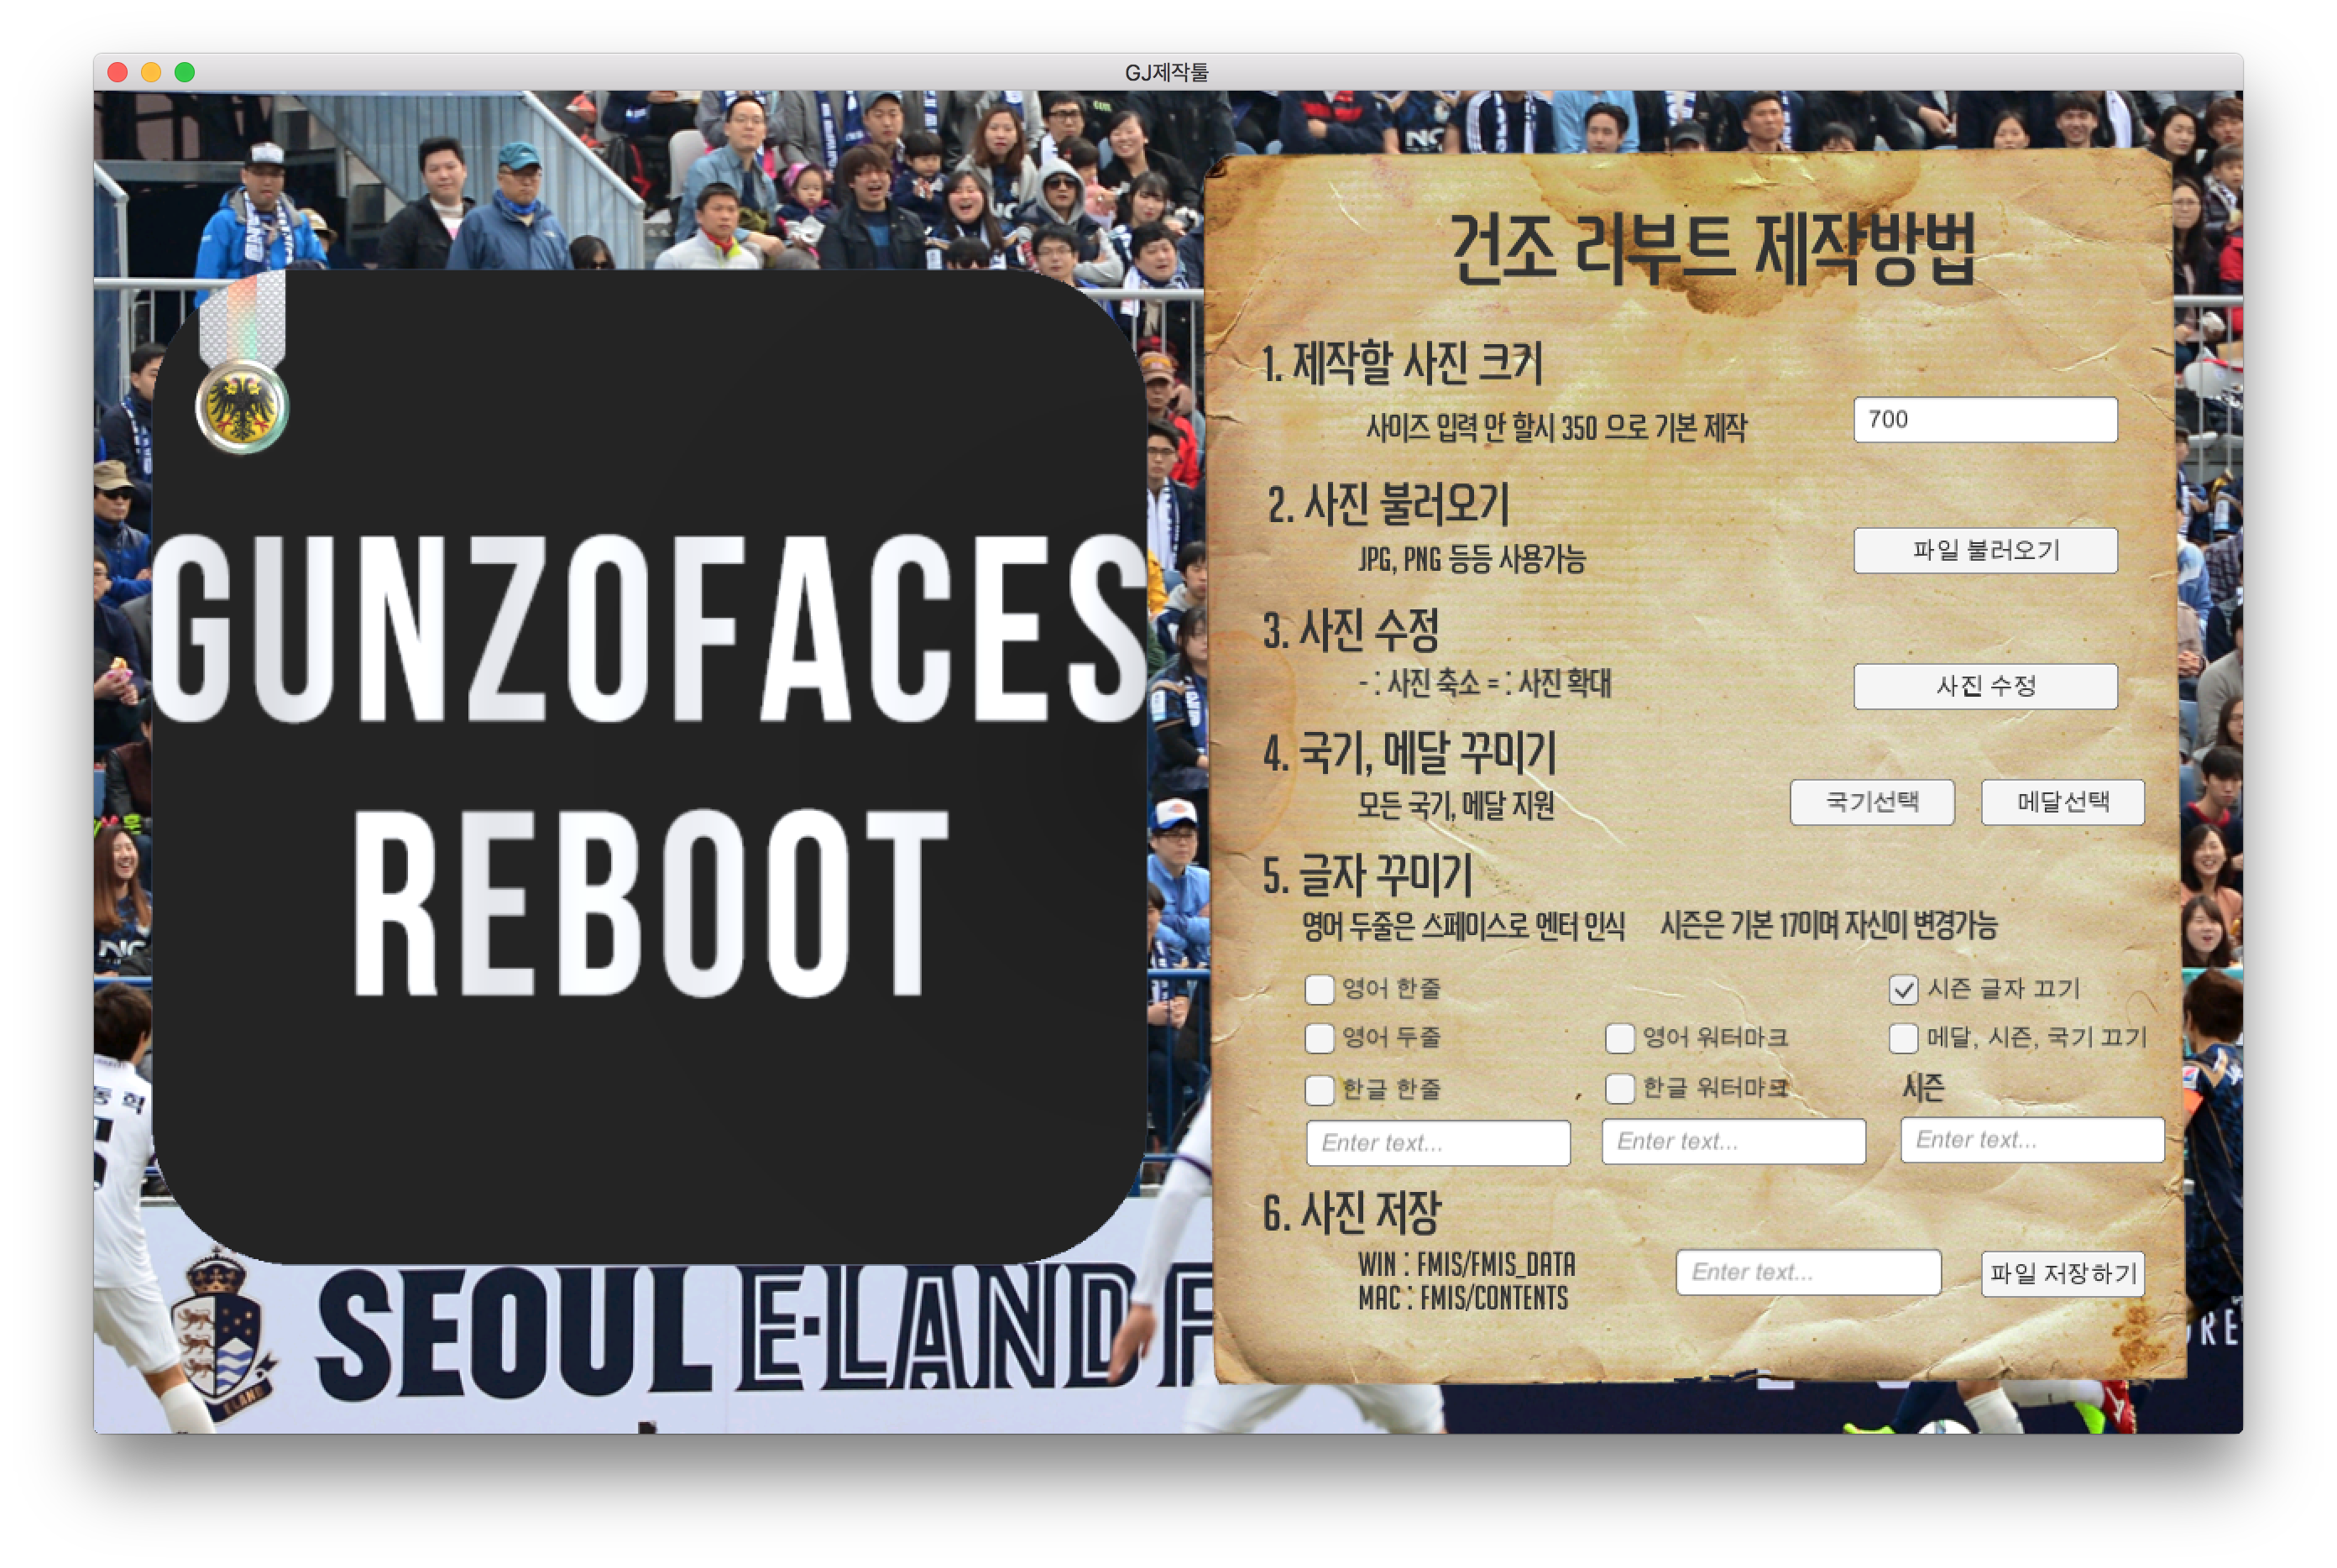 GJ제작툴
GUNZOFACES
REBOOT
건조 리부트 제작방법
1. 제작할 사진 크기
사이즈 입력 안 할시 350 으로 기본 제작
700
2. 사진 불러오기
JPG, PNG 등등 사용가능
파일 불러오기
3. 사진 수정
- : 사진 축소 = : 사진 확대
사진 수정
4. 국기, 메달 꾸미기
모든 국기, 메달 지원
국기선택
메달선택
5. 글자 꾸미기
영어 두줄은 스페이스로 엔터 인식
시즌은 기본 17이며 자신이 변경가능
영어 한줄
시즌 글자 끄기
영어 두줄
영어 워터마크
메달, 시즌, 국기 끄기
한글 한줄
한글 워터마크
시즌
Enter text...
Enter text...
Enter text...
6. 사진 저장
WIN : FMIS/FMIS_DATA
MAC : FMIS/CONTENTS
Enter text...
파일 저장하기
SEOUL E·LAND F
ELAND